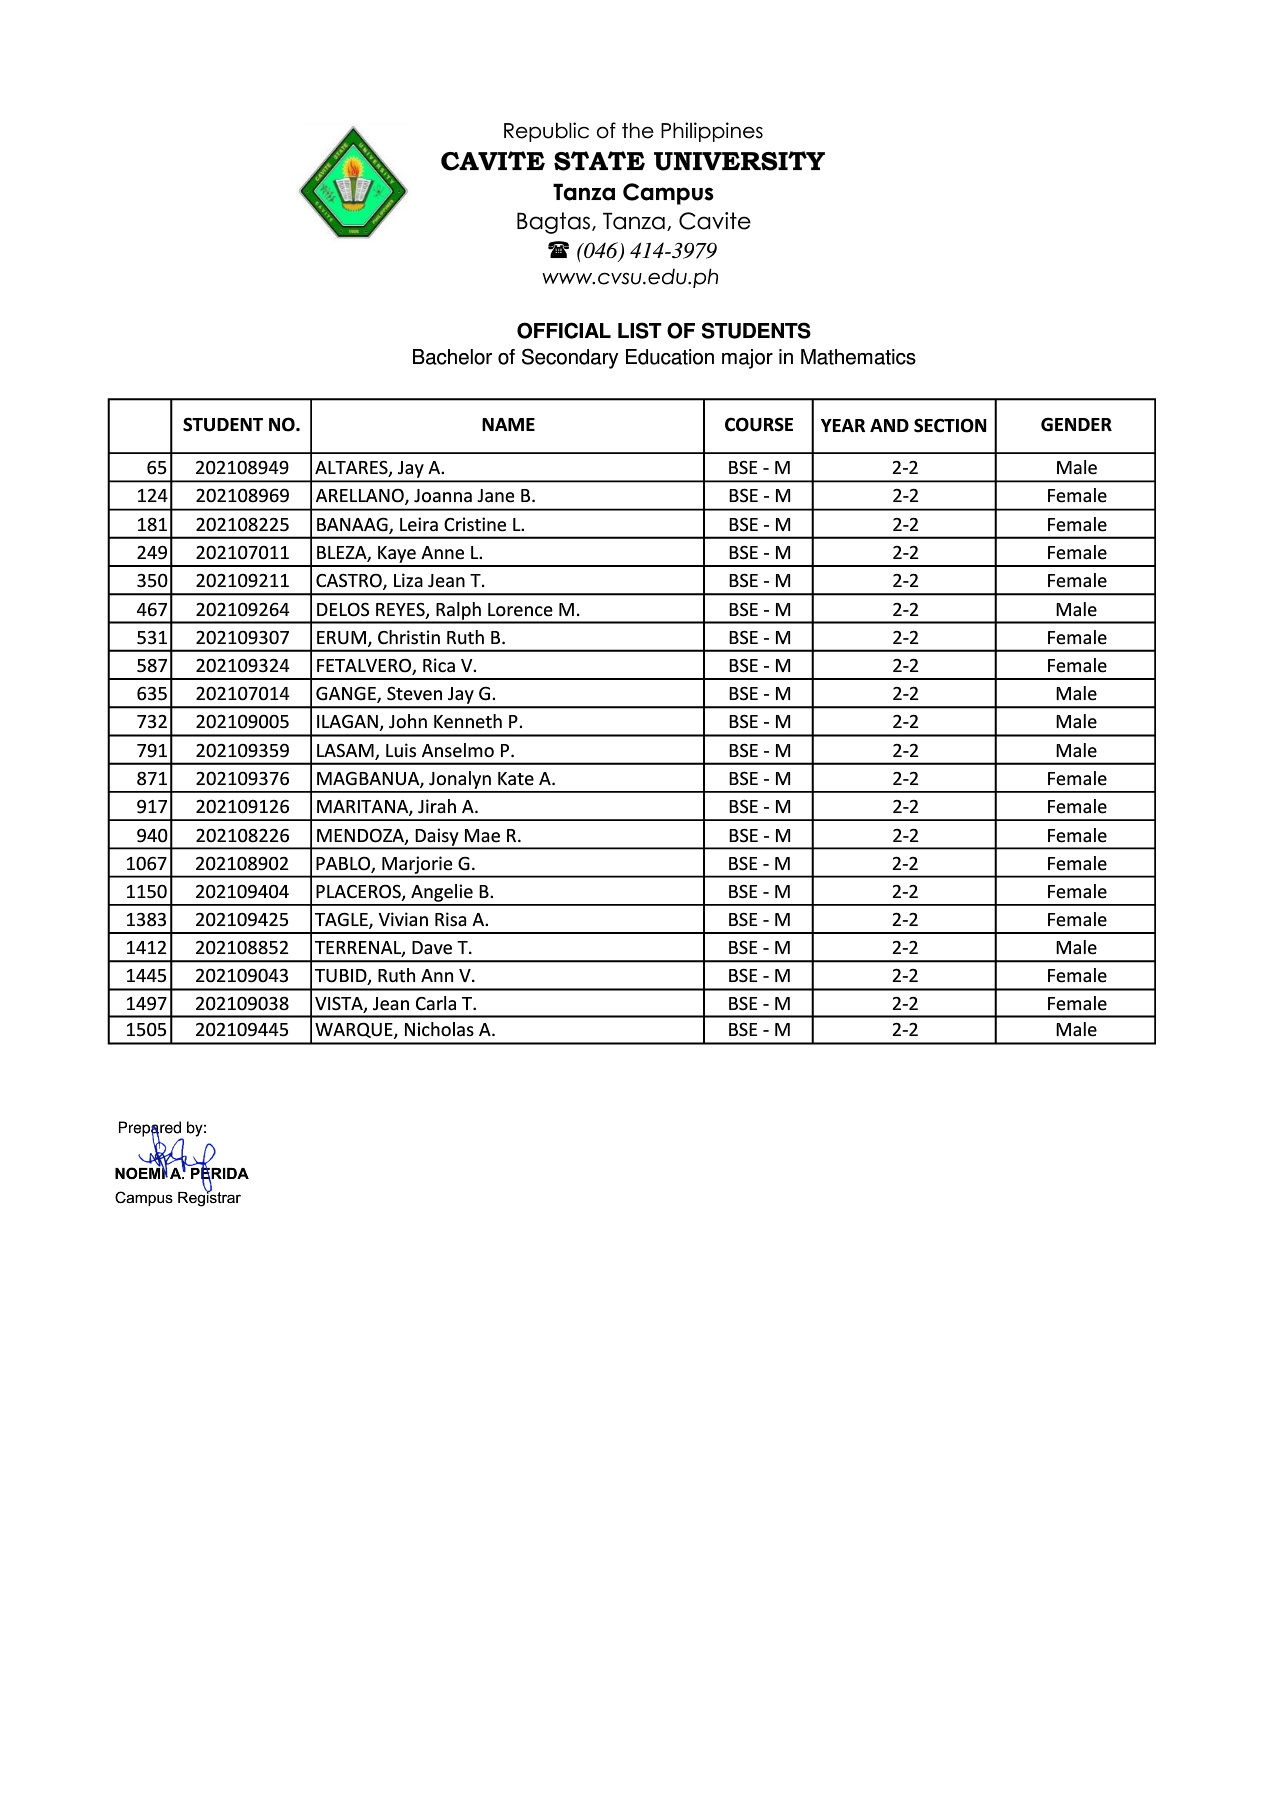 Republic of the Philippines
CAVITE STATE UNIVERSITY
Tanza Campus
Bagtas, Tanza, Cavite
☎ (046) 414-3979
www.cvsu.edu.ph
CAVITE STATE UNIVERSITY
CAVITE PHILIPPINES
OFFICIAL LIST OF STUDENTS
Bachelor of Secondary Education major in Mathematics
STUDENT NO. NAME COURSE YEAR AND SECTION GENDER
65 202108949 ALTARES, Jay A. BSE - M 2-2 Male
124 202108969 ARELLANO, Joanna Jane B. BSE - M 2-2 Female
181 202108225 BANAAG, Leira Cristine L. BSE - M 2-2 Female
249 202107011 BLEZA, Kaye Anne L. BSE - M 2-2 Female
350 202109211 CASTRO, Liza Jean T. BSE - M 2-2 Female
467 202109264 DELOS REYES, Ralph Lorence M. BSE - M 2-2 Male
531 202109307 ERUM, Christin Ruth B. BSE - M 2-2 Female
587 202109324 FETALVERO, Rica V. BSE - M 2-2 Female
635 202107014 GANGE, Steven Jay G. BSE - M 2-2 Male
732 202109005 ILAGAN, John Kenneth P. BSE - M 2-2 Male
791 202109359 LASAM, Luis Anselmo P. BSE - M 2-2 Male
871 202109376 MAGBANUA, Jonalyn Kate A. BSE - M 2-2 Female
917 202109126 MARITANA, Jirah A. BSE - M 2-2 Female
940 202108226 MENDOZA, Daisy Mae R. BSE - M 2-2 Female
1067 202108902 PABLO, Marjorie G. BSE - M 2-2 Female
1150 202109404 PLACEROS, Angelie B. BSE - M 2-2 Female
1383 202109425 TAGLE, Vivian Risa A. BSE - M 2-2 Female
1412 202108852 TERRENAL, Dave T. BSE - M 2-2 Male
1445 202109043 TUBID, Ruth Ann V. BSE - M 2-2 Female
1497 202109038 VISTA, Jean Carla T. BSE - M 2-2 Female
1505 202109445 WARQUE, Nicholas A. BSE - M 2-2 Male
Prepared by:
NOEMI A. PERIDA
Campus Registrar